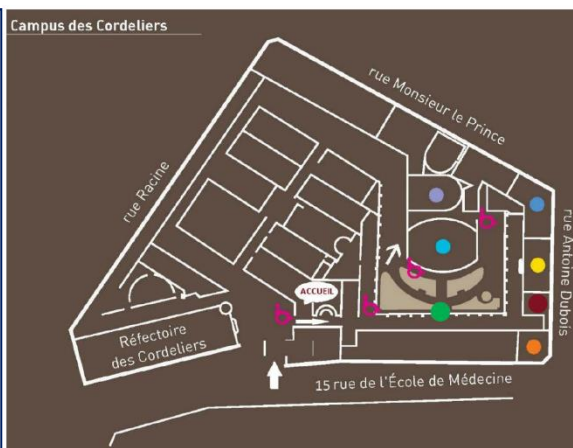 Campus des Cordeliers
rue Monsieur le Prince
rue Racine
rue Antoine Dubois
ACCUEIL
Réfectoire
des Cordeliers
15 rue de l'École de Médecine